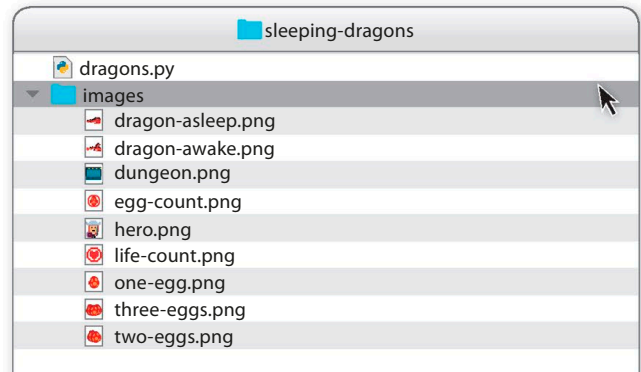 sleeping-dragons
dragons.py
images
dragon-asleep.png
dragon-awake.png
dungeon.png
egg-count.png
hero.png
life-count.png
one-egg.png
three-eggs.png
two-eggs.png